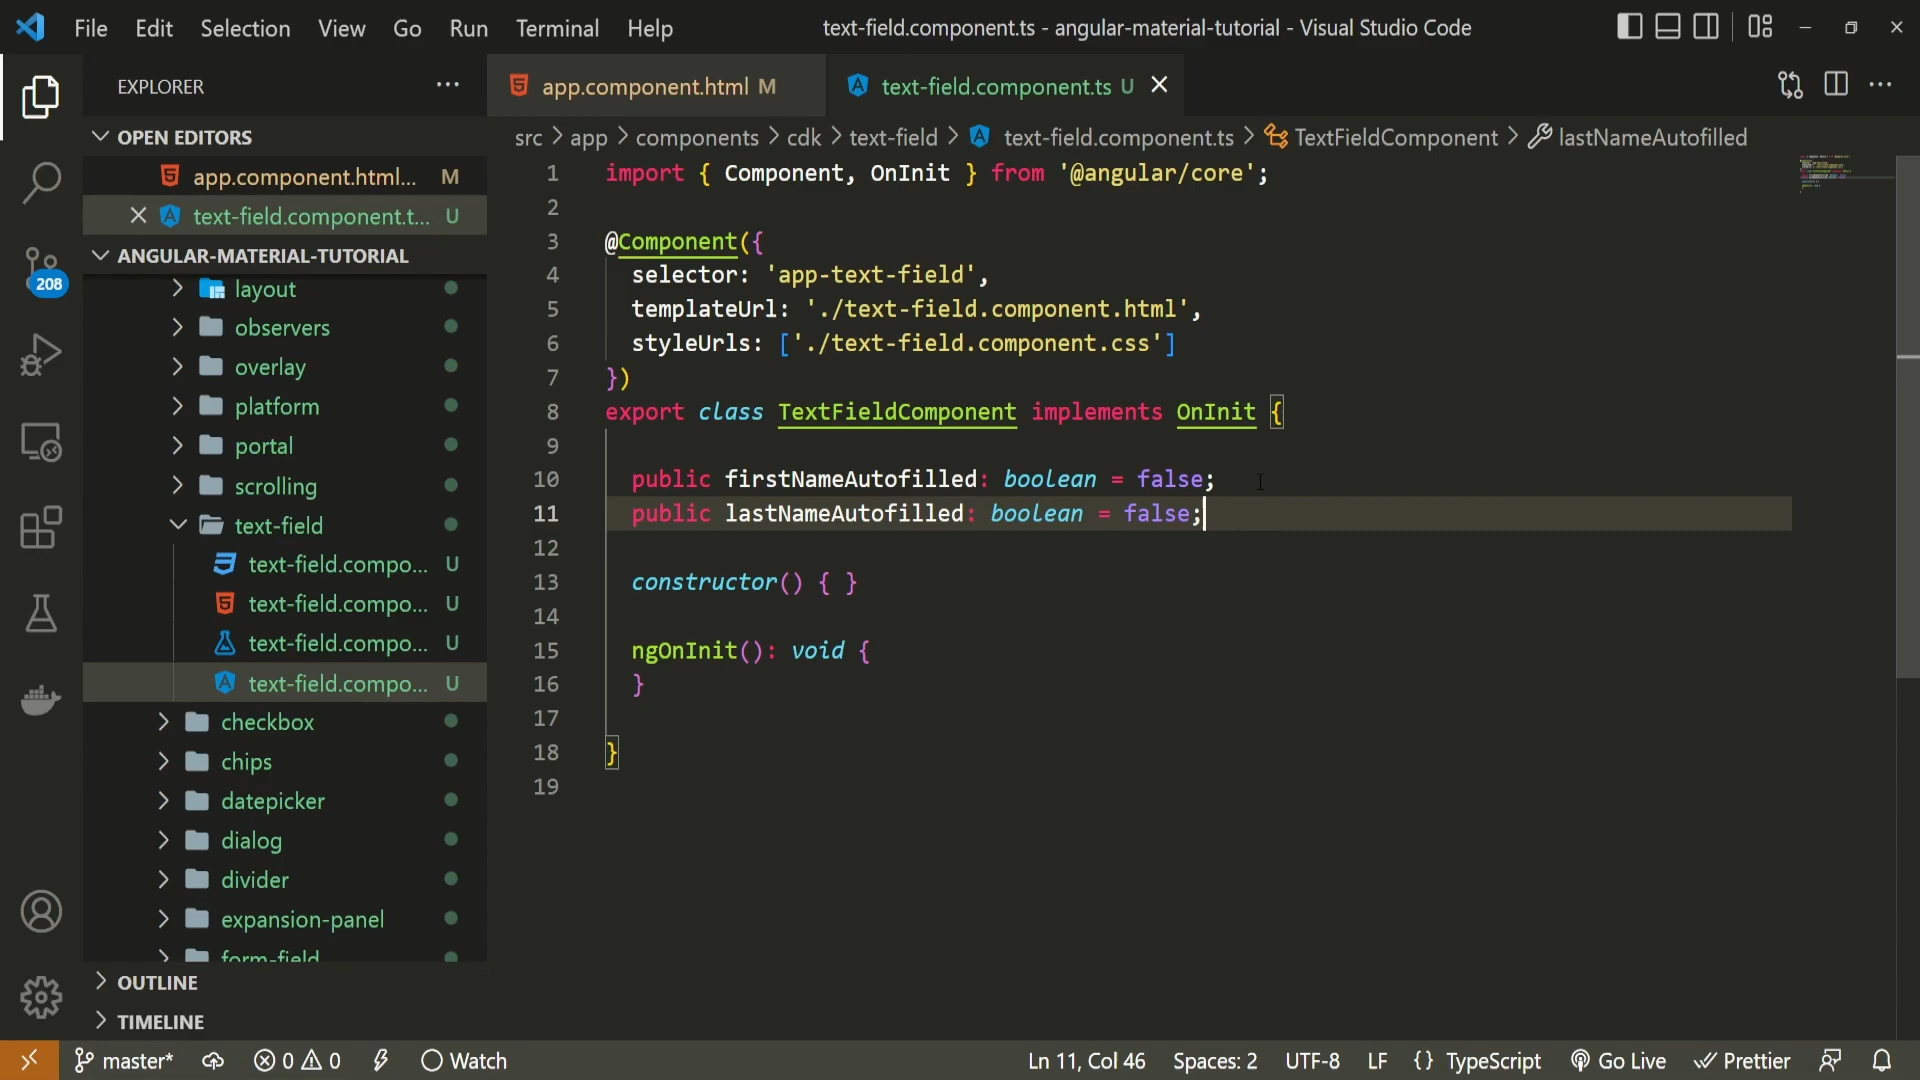 File Edit Selection View Go Run Terminal Help
text-field.component.ts - angular-material-tutorial - Visual Studio Code
EXPLORER
OPEN EDITORS
app.component.html... M
text-field.component.t... U
ANGULAR-MATERIAL-TUTORIAL
layout
observers
overlay
platform
portal
scrolling
text-field
text-field.compo... U
text-field.compo... U
text-field.compo... U
text-field.compo... U
checkbox
chips
datepicker
dialog
divider
expansion-panel
form-field
OUTLINE
TIMELINE
208
app.component.html M
text-field.component.ts U
src > app > components > cdk > text-field > text-field.component.ts > TextFieldComponent > lastNameAutofilled
1 import { Component, OnInit } from '@angular/core';
2
3 @Component({
4 selector: 'app-text-field',
5 templateUrl: './text-field.component.html',
6 styleUrls: ['./text-field.component.css']
7 })
8 export class TextFieldComponent implements OnInit {
9
10 public firstNameAutofilled: boolean = false;
11 public lastNameAutofilled: boolean = false;
12
13 constructor() { }
14
15 ngOnInit(): void {
16 }
17
18 }
19
master* 0 0 Watch
Ln 11, Col 46 Spaces: 2 UTF-8 LF {} TypeScript Go Live Prettier